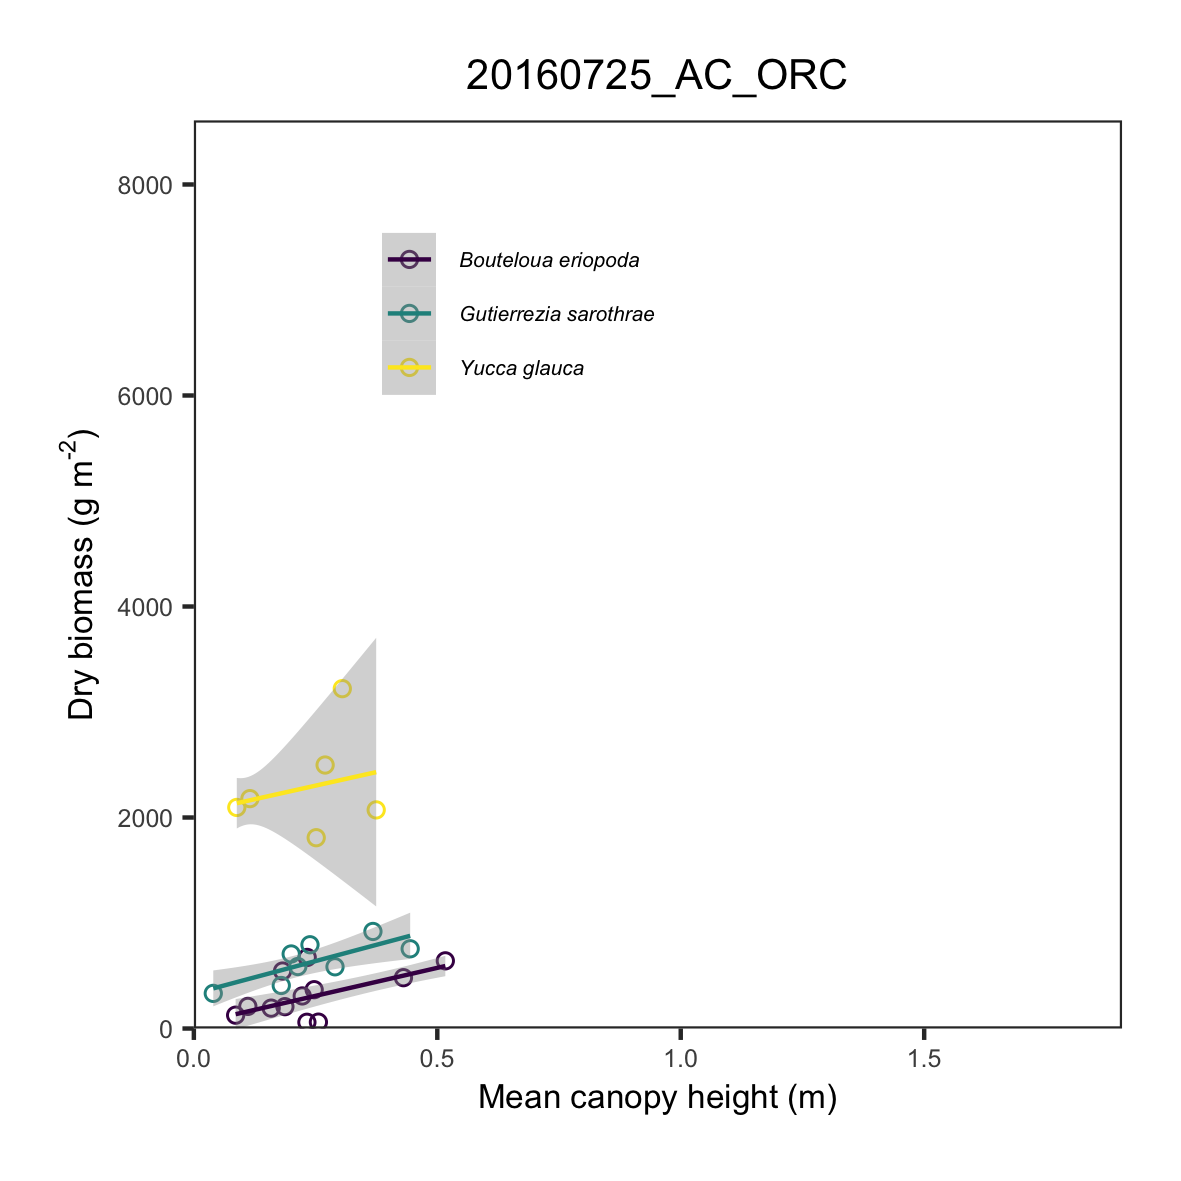 20160725_AC_ORC
8000
6000
4000
2000
0
Dry biomass (g m-2)
Bouteloua eriopoda
Gutierrezia sarothrae
Yucca glauca
0.0 0.5 1.0 1.5
Mean canopy height (m)